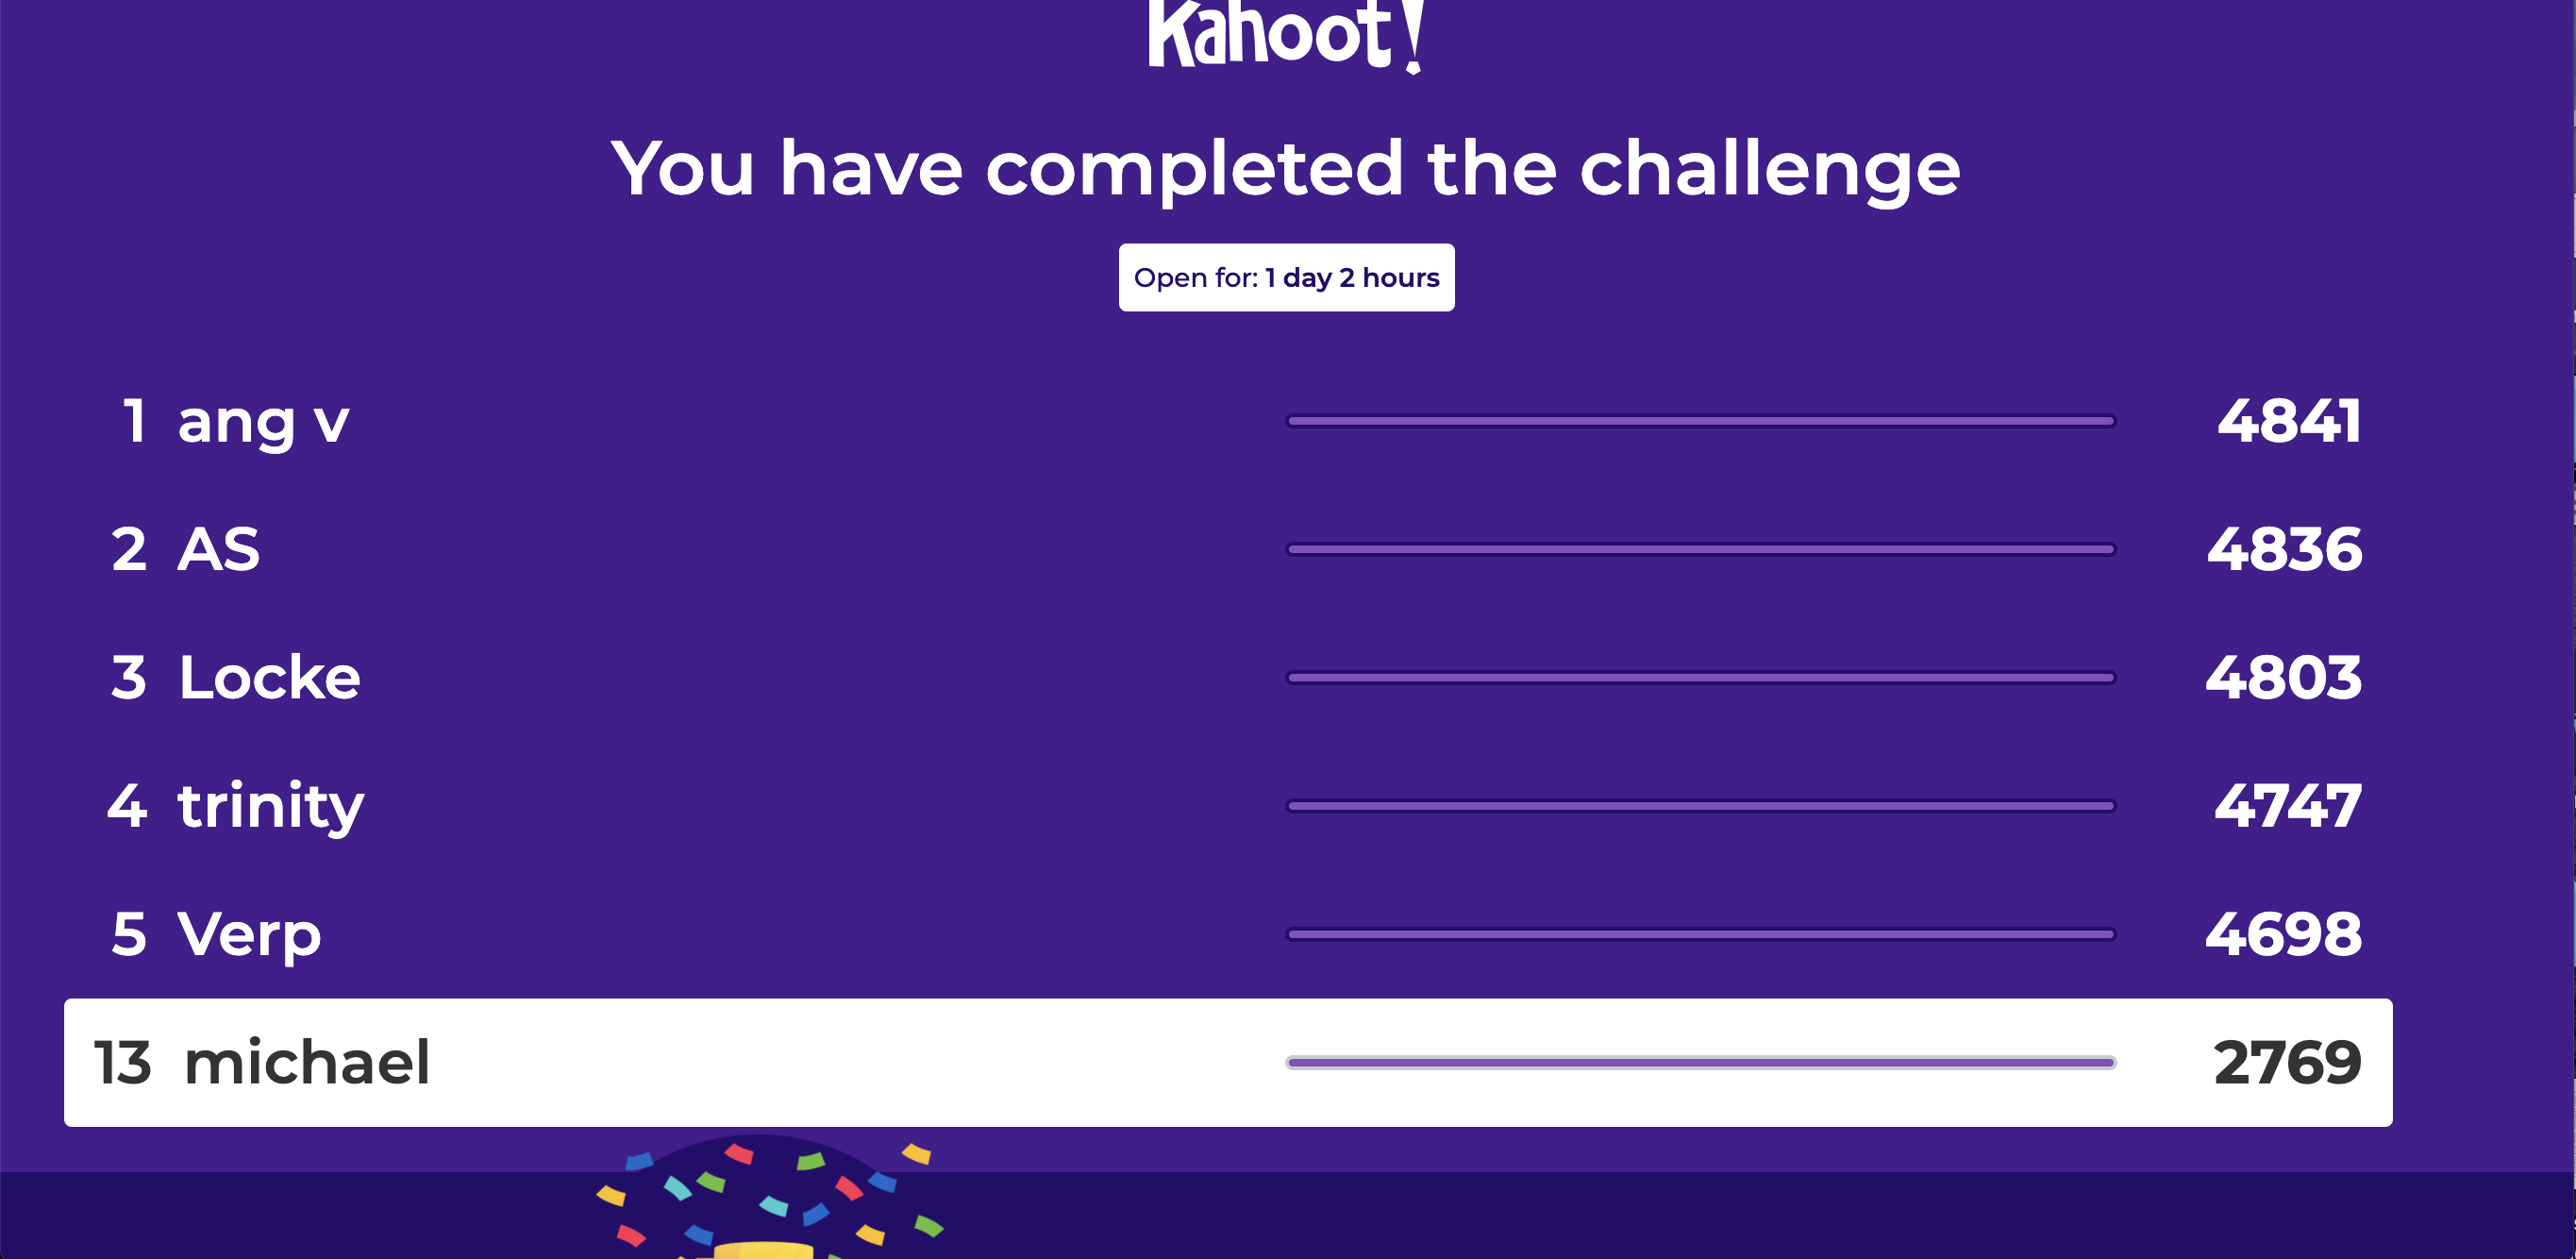 Kahoot!
You have completed the challenge
Open for: 1 day 2 hours
1 ang v 4841
2 AS 4836
3 Locke 4803
4 trinity 4747
5 Verp 4698
13 michael 2769